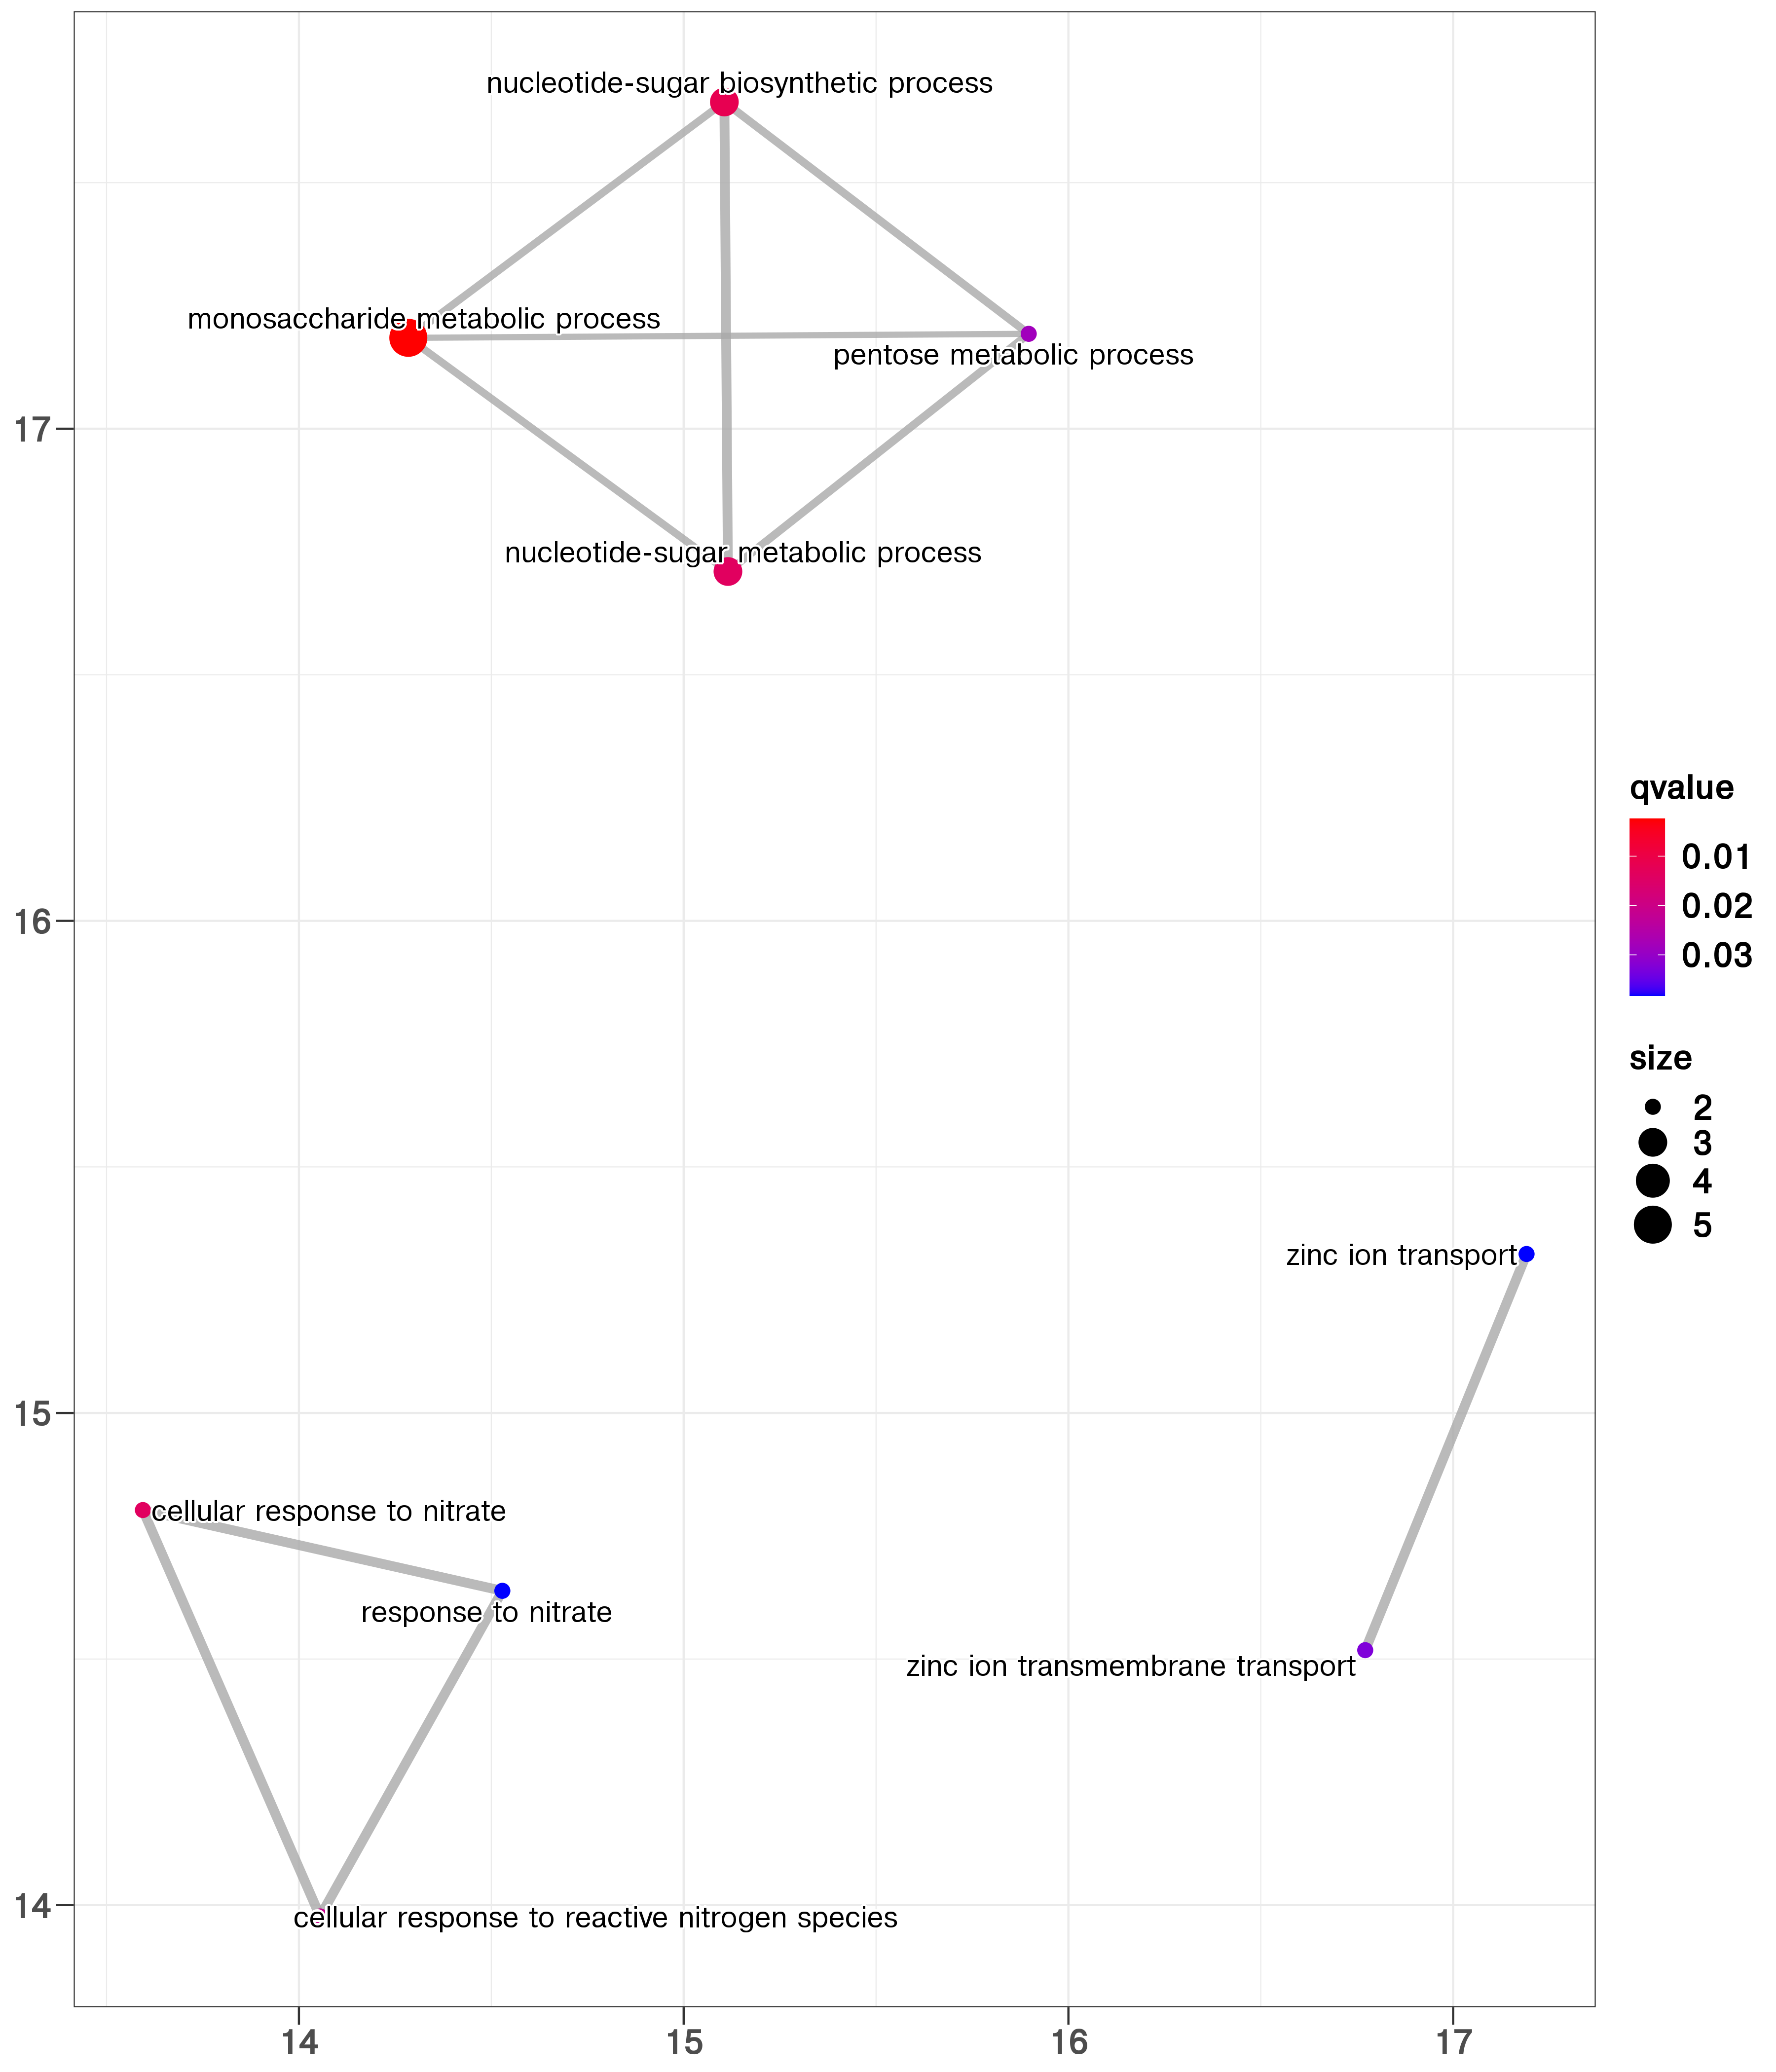 nucleotide-sugar biosynthetic process
monosaccharide metabolic process
pentose metabolic process
17
nucleotide-sugar metabolic process
16
qvalue
0.01
0.02
0.03
size
2
3
4
5
zinc ion transport
15
cellular response to nitrate
response to nitrate
zinc ion transmembrane transport
14
cellular response to reactive nitrogen species
14
15
16
17